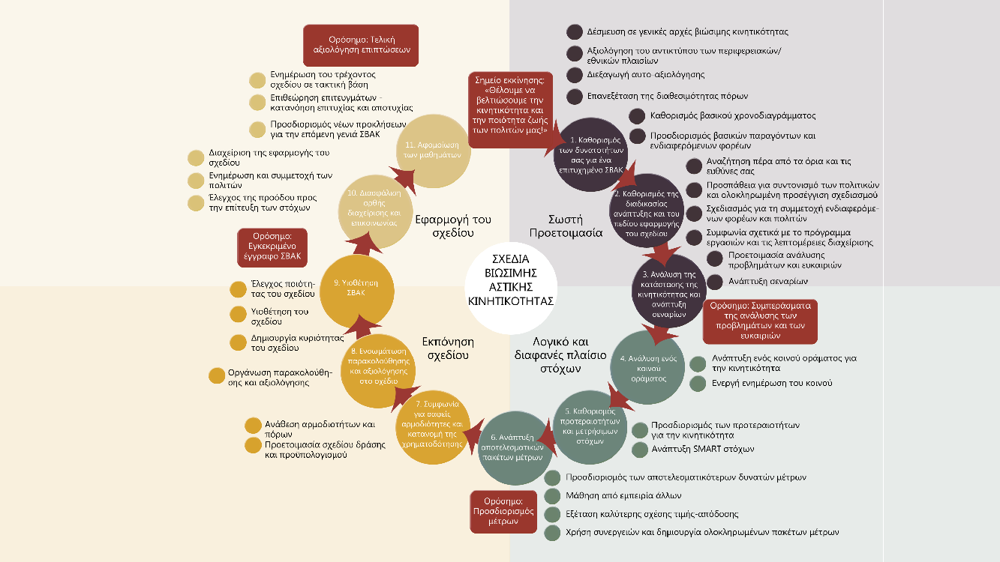 ΣΧΕΔΙΑ
ΒΙΩΣΙΜΗΣ
ΑΣΤΙΚΗΣ
ΚΙΝΗΤΙΚΟΤΗΤΑΣ
Σημείο εκκίνησης:
«Θέλουμε να
βελτιώσουμε την
κινητικότητα και
την ποιότητα ζωής
των πολιτών μας!»
Σωστή
Προετοιμασία
1. Καθορισμός
των δυνατοτήτων
σας για ένα
επιτυχημένο ΣΒΑΚ
Δέσμευση σε γενικές αρχές βιώσιμης κινητικότητας
Αξιολόγηση του αντικτύπου των περιφερειακών/
εθνικών πλαισίων
Διεξαγωγή αυτο-αξιολόγησης
Επανεξέταση της διαθεσιμότητας πόρων
Καθορισμός βασικού χρονοδιαγράμματος
Προσδιορισμός βασικών παραγόντων και
ενδιαφερόμενων φορέων
2. Καθορισμός της
διαδικασίας
ανάπτυξης και του
πεδίου εφαρμογής
του σχεδίου
Αναζήτηση πέρα από τα όρια και τις
ευθύνες σας
Προσπάθεια για συντονισμό των πολιτικών
και ολοκληρωμένη προσέγγιση σχεδιασμού
Σχεδιασμός για τη συμμετοχή ενδιαφερόμε-
νων φορέων και πολιτών
Συμφωνία σχετικά με το πρόγραμμα
εργασιών και τις λεπτομέρειες διαχείρισης
3. Ανάλυση της
κατάστασης της
κινητικότητας και
ανάπτυξη
σεναρίων
Προετοιμασία ανάλυσης
προβλημάτων και ευκαιριών
Ανάπτυξη σεναρίων
Ορόσημο: Συμπεράσματα
της ανάλυσης των
προβλημάτων και των
ευκαιριών
Λογικό και
διαφανές πλαίσιο
στόχων
4. Ανάλυση ενός
κοινού
οράματος
Ανάπτυξη ενός κοινού οράματος για
την κινητικότητα
Ενεργή ενημέρωση του κοινού
5. Καθορισμός
προτεραιοτήτων
και μετρήσιμων
στόχων
Προσδιορισμός των προτεραιοτήτων
για την κινητικότητα
Ανάπτυξη SMART στόχων
6. Ανάπτυξη
αποτελεσματικών
πακέτων μέτρων
Προσδιορισμός των αποτελεσματικότερων δυνατών μέτρων
Μάθηση από εμπειρία άλλων
Εξέταση καλύτερης σχέσης τιμής-απόδοσης
Χρήση συνεργειών και δημιουργία ολοκληρωμένων πακέτων μέτρων
Ορόσημο:
Προσδιορισμός
μέτρων
Εκπόνηση
σχεδίου
7. Συμφωνία
για σαφείς
αρμοδιότητες και
κατανομή της
χρηματοδότησης
Ανάθεση αρμοδιοτήτων και
πόρων
Προετοιμασία σχεδίου δράσης
και προϋπολογισμού
8. Ενσωμάτωση
παρακολούθησης
και αξιολόγησης
στο σχέδιο
Οργάνωση παρακολούθη-
σης και αξιολόγησης
9. Υιοθέτηση
ΣΒΑΚ
Έλεγχος ποιότη-
τας του σχεδίου
Υιοθέτηση του
σχεδίου
Δημιουργία κυριότητας
του σχεδίου
Ορόσημο:
Εγκεκριμένο
έγγραφο ΣΒΑΚ
Εφαρμογή του
σχεδίου
10. Διασφάλιση
ορθής
διαχείρισης και
επικοινωνίας
Διαχείριση της εφαρμογής του
σχεδίου
Ενημέρωση και συμμετοχή των
πολιτών
Έλεγχος της προόδου προς
την επίτευξη των στόχων
11. Αφομοίωση
των μαθημάτων
Ενημέρωση του τρέχοντος
σχεδίου σε τακτική βάση
Επιθεώρηση επιτευγμάτων -
κατανόηση επιτυχίας και αποτυχίας
Προσδιορισμός νέων προκλήσεων
για την επόμενη γενιά ΣΒΑΚ
Ορόσημο: Τελική
αξιολόγηση επιπτώσεων